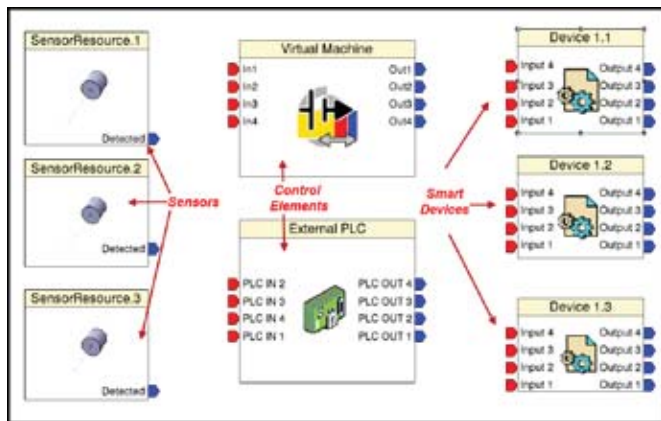 SensorResource.1
Detected
SensorResource.2
Detected
SensorResource.3
Detected
Sensors
Virtual Machine
In1 Out1
In2 Out2
In3 Out3
In4 Out4
Control
Elements
External PLC
PLC IN 2 PLC OUT 4
PLC IN 3 PLC OUT 3
PLC IN 4 PLC OUT 2
PLC IN 1 PLC OUT 1
Smart
Devices
Device 1.1
Input 4 Output 4
Input 3 Output 3
Input 2 Output 2
Input 1 Output 1
Device 1.2
Input 4 Output 4
Input 3 Output 3
Input 2 Output 2
Input 1 Output 1
Device 1.3
Input 4 Output 4
Input 3 Output 3
Input 2 Output 2
Input 1 Output 1